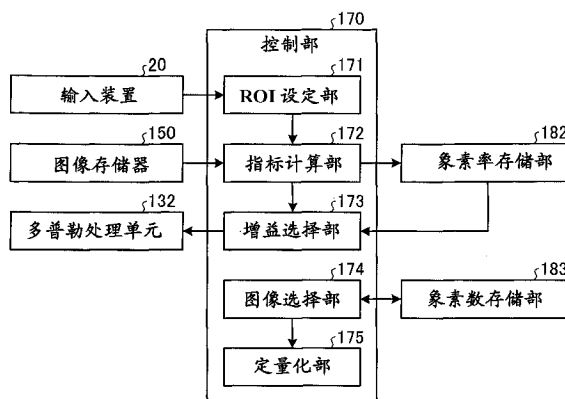 170
控制部
20
输入装置
171
ROI 设定部
150
图像存储器
172
指标计算部
182
象素率存储部
132
多普勒处理单元
173
增益选择部
174
图像选择部
183
象素数存储部
175
定量化部